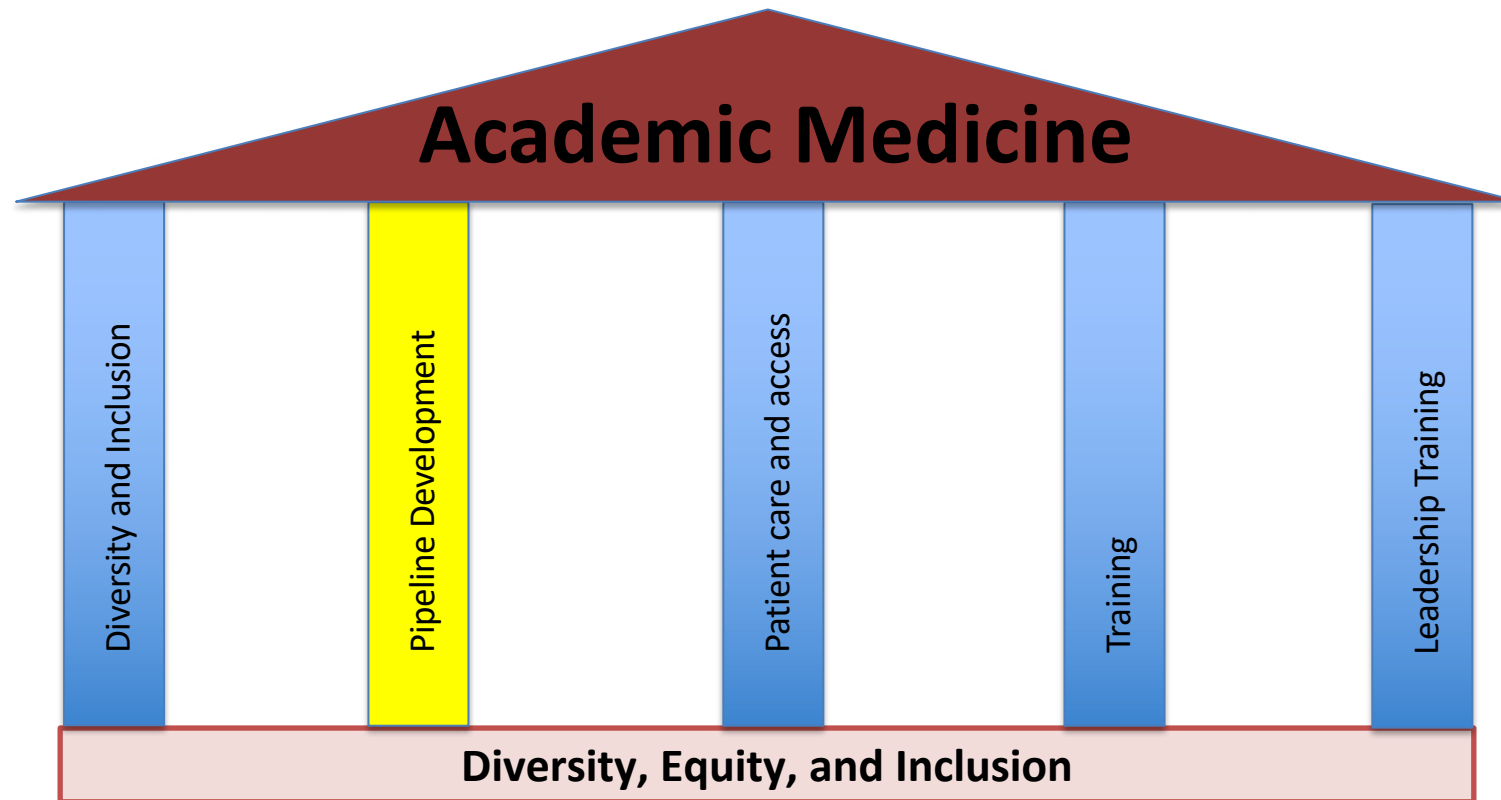 Academic Medicine
Diversity and Inclusion
Pipeline Development
Patient care and access
Training
Leadership Training
Diversity, Equity, and Inclusion